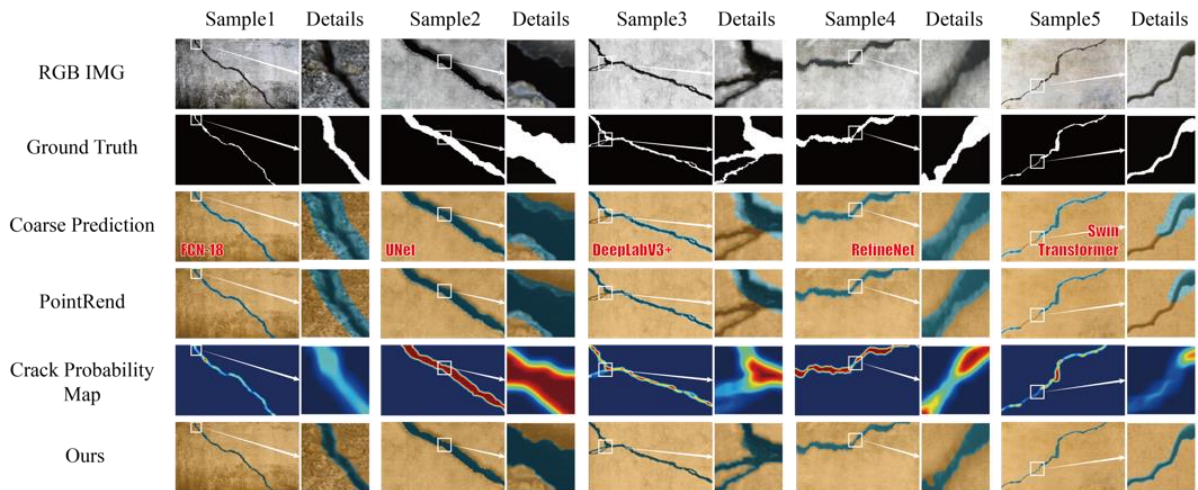 Sample1 Details Sample2 Details Sample3 Details Sample4 Details Sample5 Details
RGB IMG
Ground Truth
Coarse Prediction
FCN-18 UNet DeepLabV3+ RefineNet Swin
Transformer
PointRend
Crack Probability
Map
Ours